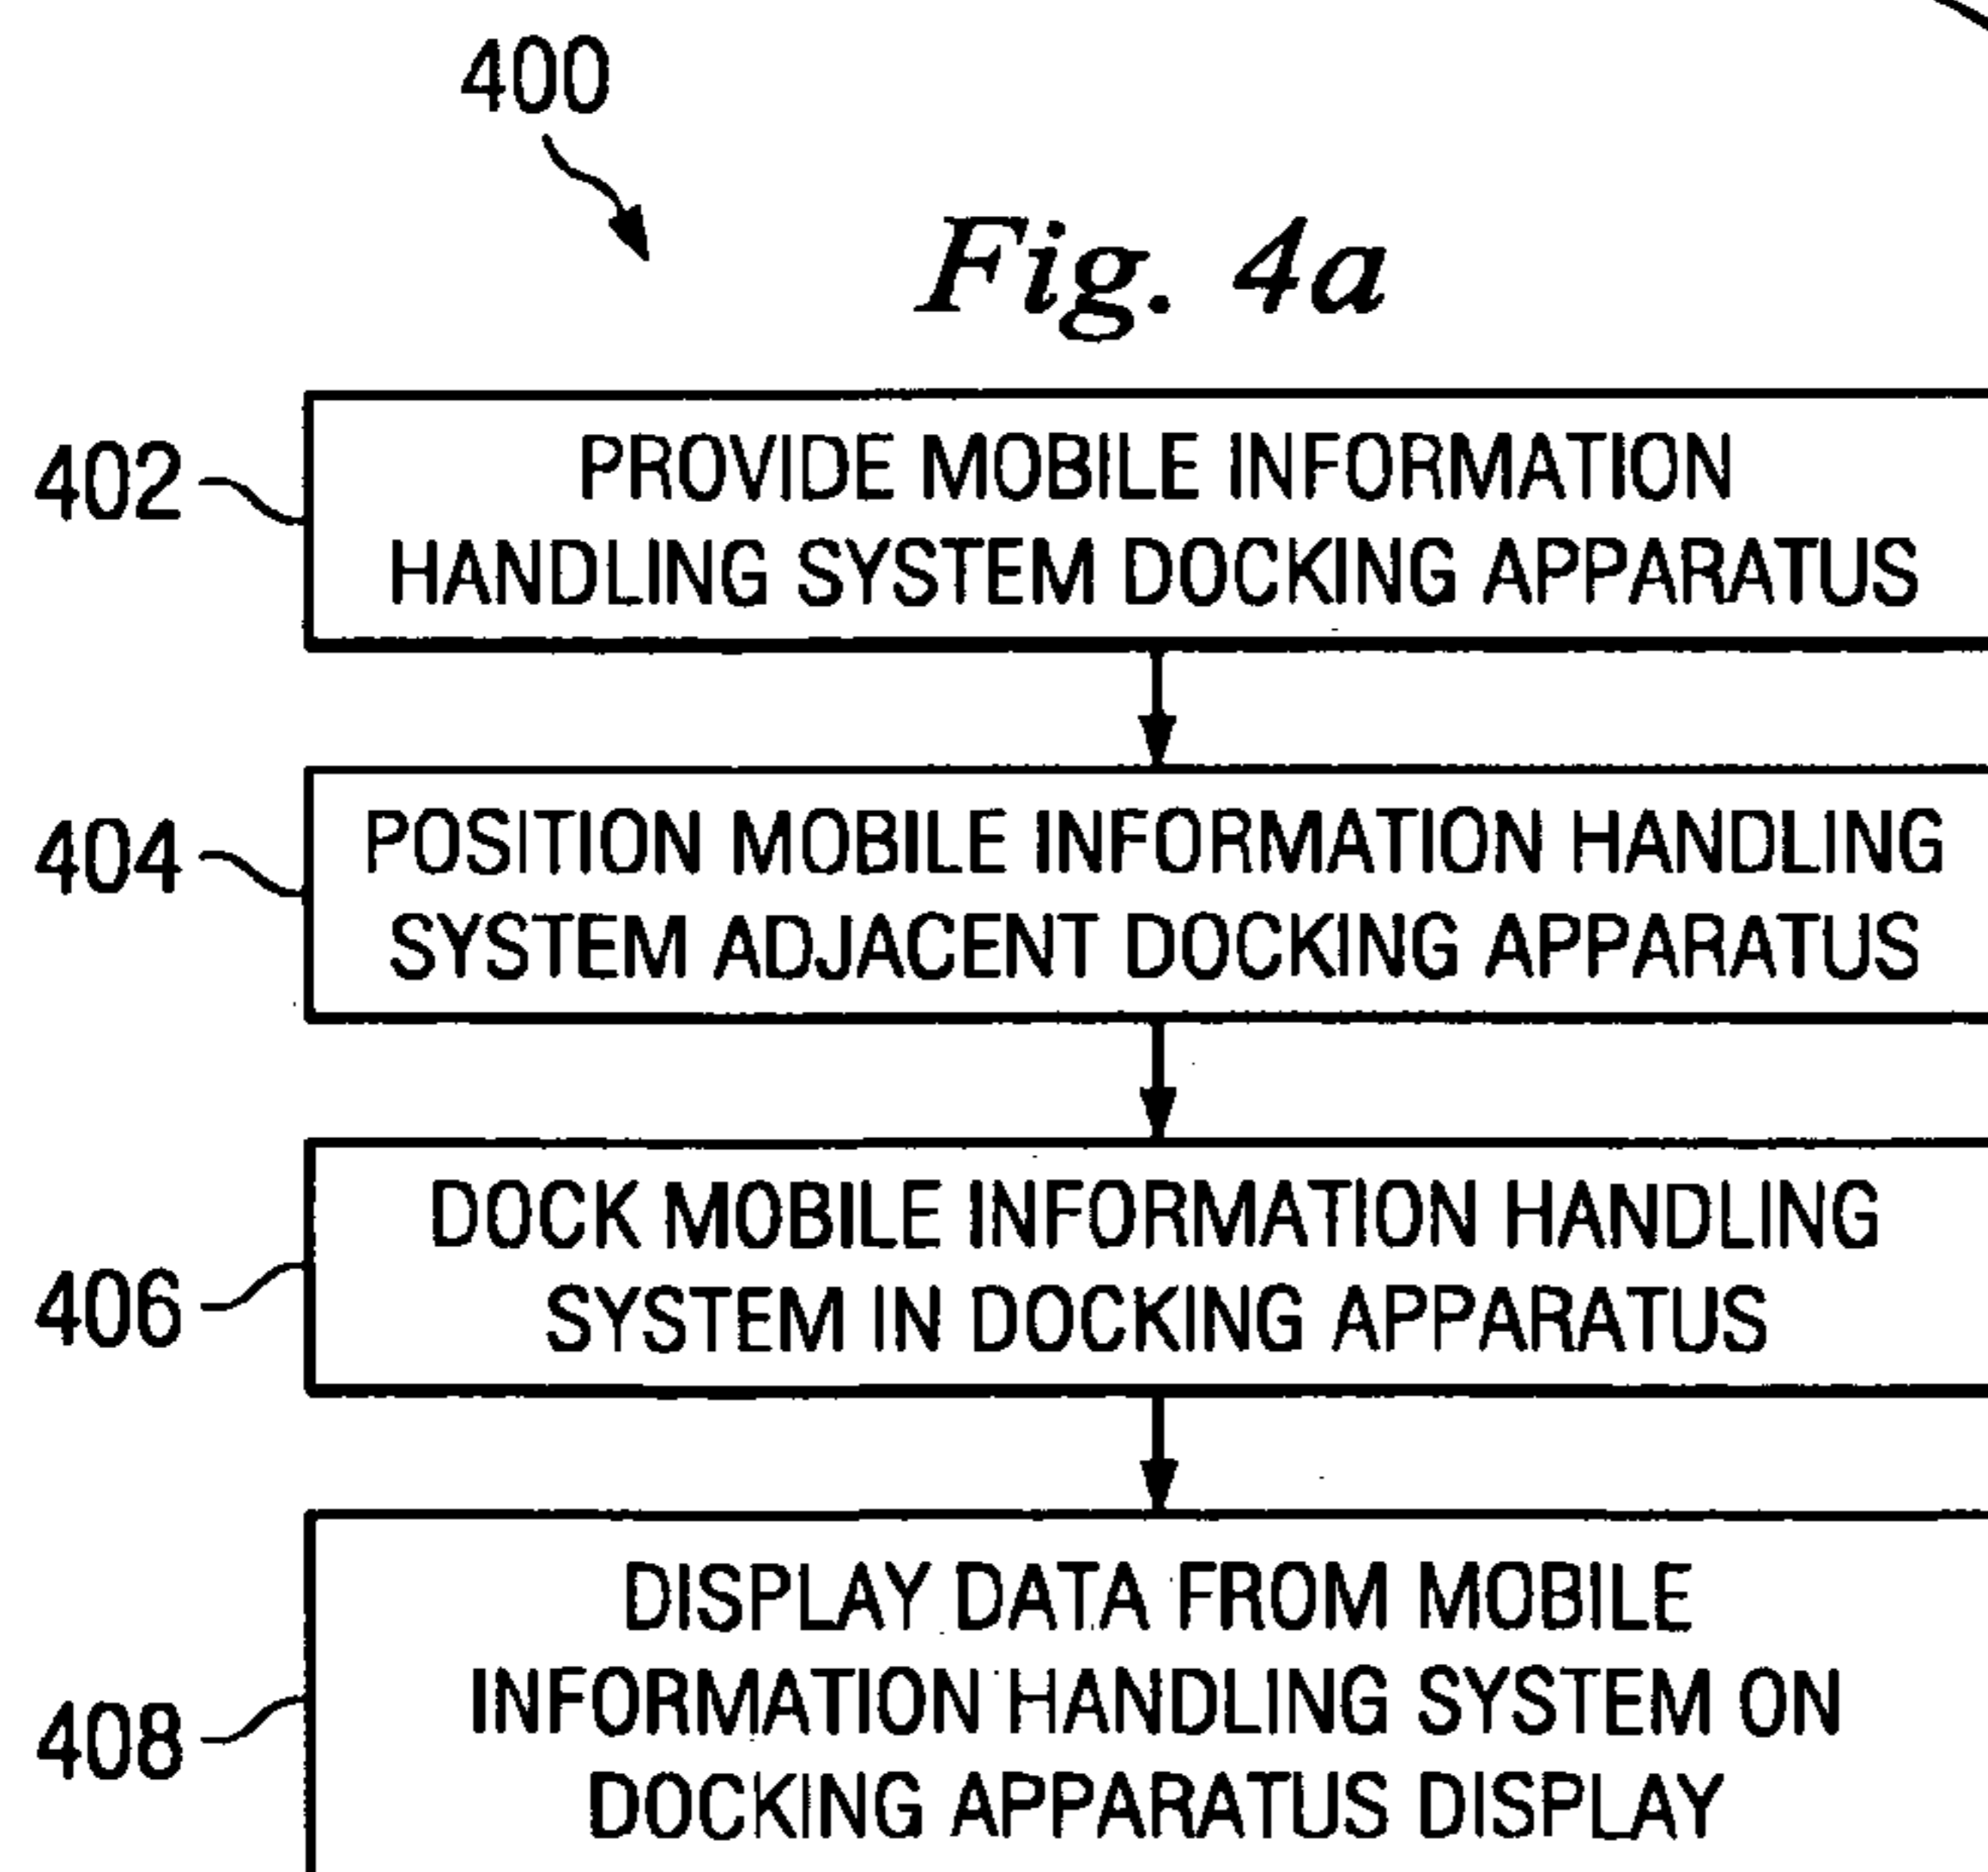 400
Fig. 4a
402
PROVIDE MOBILE INFORMATION
HANDLING SYSTEM DOCKING APPARATUS
404
POSITION MOBILE INFORMATION HANDLING
SYSTEM ADJACENT DOCKING APPARATUS
406
DOCK MOBILE INFORMATION HANDLING
SYSTEM IN DOCKING APPARATUS
408
DISPLAY DATA FROM MOBILE
INFORMATION HANDLING SYSTEM ON
DOCKING APPARATUS DISPLAY